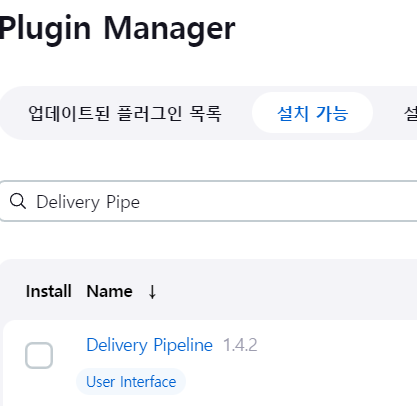 Plugin Manager
업데이트된 플러그인 목록 설치 가능
Delivery Pipe
Install Name ↓
Delivery Pipeline 1.4.2
User Interface